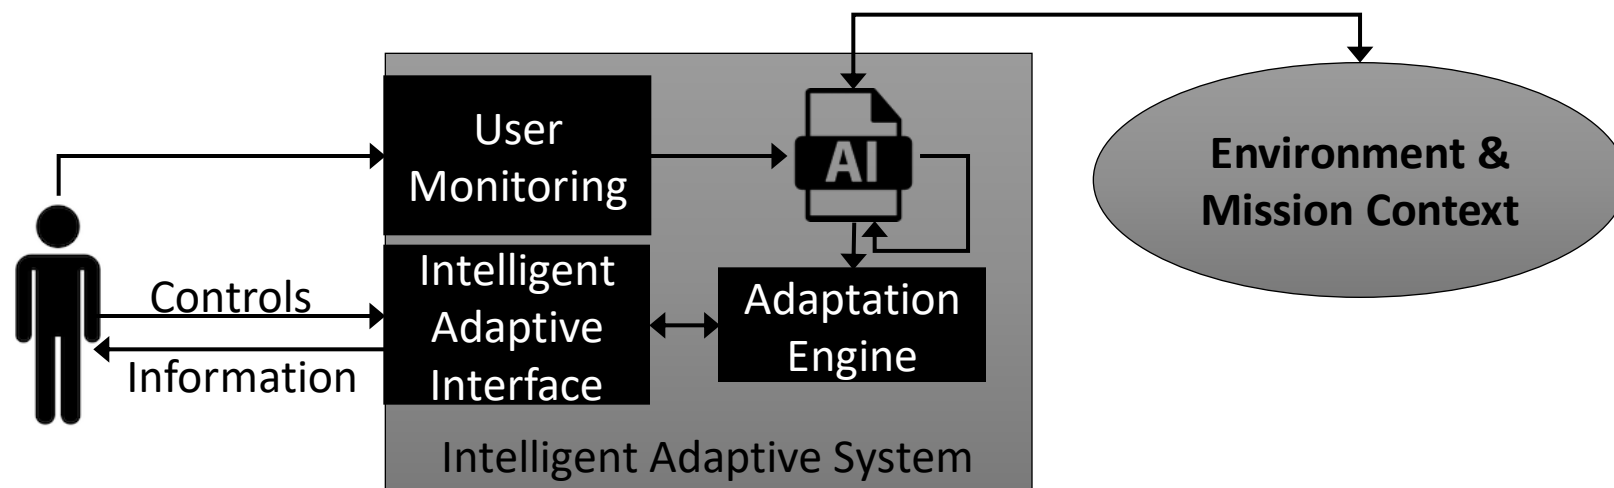 User
Monitoring
AI
Environment &
Mission Context
Controls
Information
Intelligent
Adaptive
Interface
Adaptation
Engine
Intelligent Adaptive System